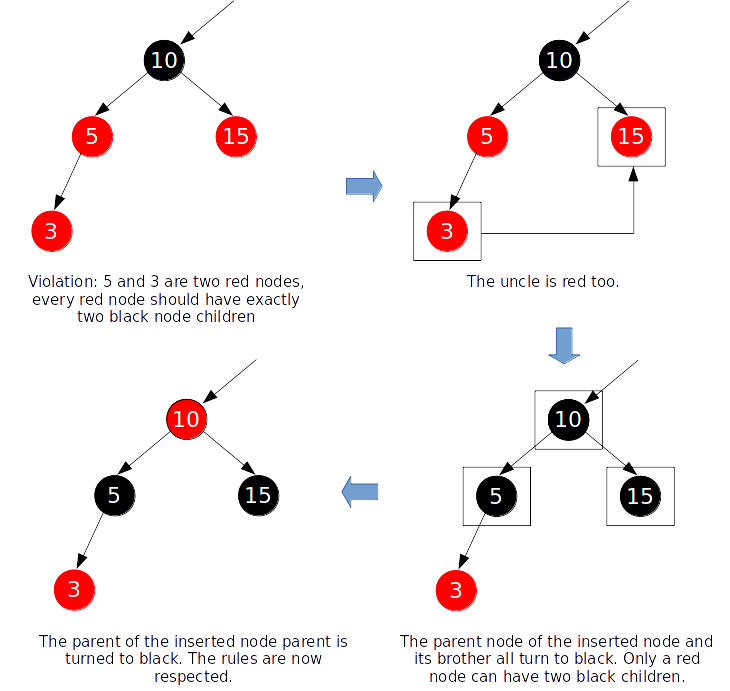 10
5
15
3
Violation: 5 and 3 are two red nodes,
every red node should have exactly
two black node children
10
5
15
3
The uncle is red too.
10
5
15
3
The parent node of the inserted node and
its brother all turn to black. Only a red
node can have two black children.
10
5
15
3
The parent of the inserted node parent is
turned to black. The rules are now
respected.